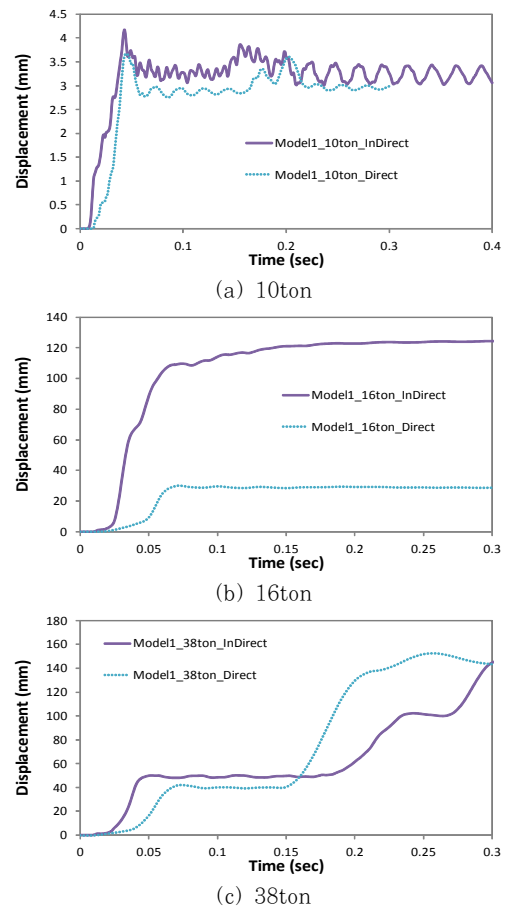 4.5
4
3.5
3
2.5
2
1.5
1
0.5
0
Displacement (mm)
Model1_10ton_InDirect
Model1_10ton_Direct
0 0.1 0.2 0.3 0.4
Time (sec)
(a) 10ton
140
120
100
80
60
40
20
0
Displacement (mm)
Model1_16ton_InDirect
Model1_16ton_Direct
0 0.05 0.1 0.15 0.2 0.25 0.3
Time (sec)
(b) 16ton
180
160
140
120
100
80
60
40
20
0
Displacement (mm)
Model1_38ton_InDirect
Model1_38ton_Direct
0 0.05 0.1 0.15 0.2 0.25 0.3
Time (sec)
(c) 38ton